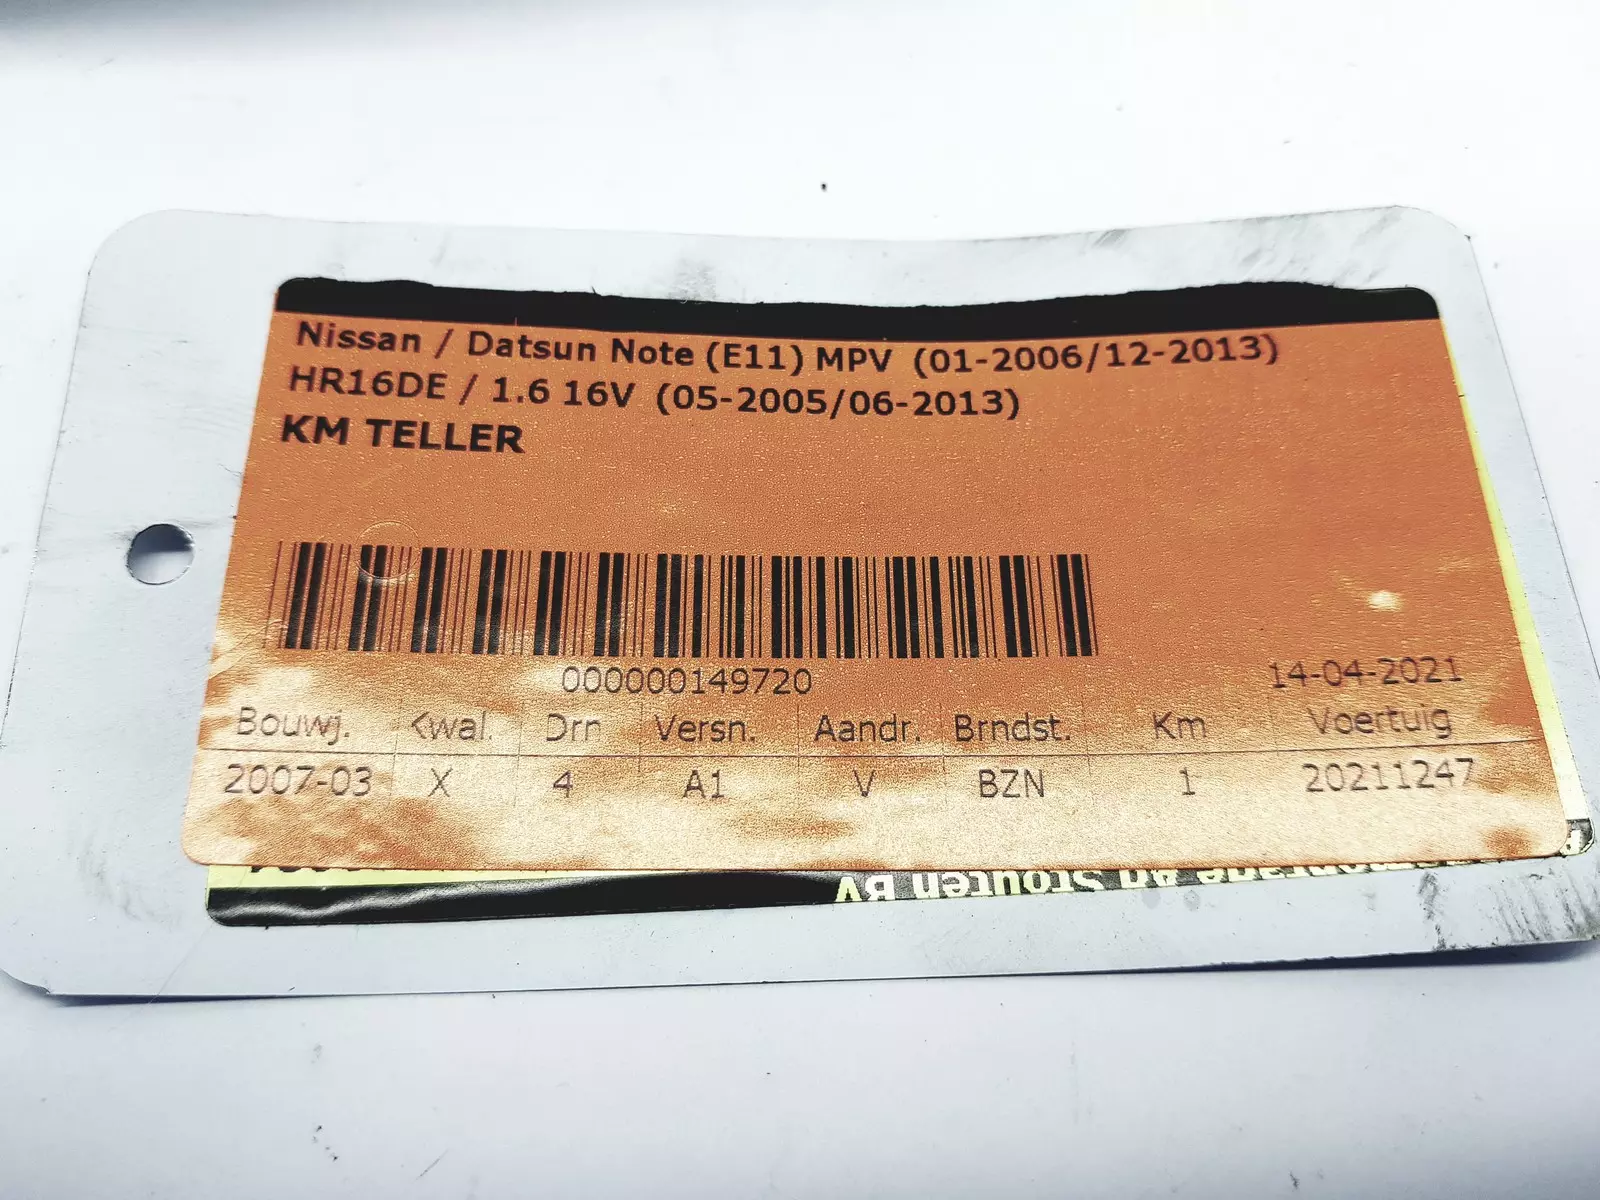 Nissan / Datsun Note (E11) MPV (01-2006/12-2013)
HR16DE / 1.6 16V (05-2005/06-2013)
KM TELLER
000000149720
14-04-2021
Bouwj. Kwal. Drn Versn. Aandr. Brndst. Km Voertuig
2007-03 X 4 A1 V BZN 1 20211247
Stouten Bv